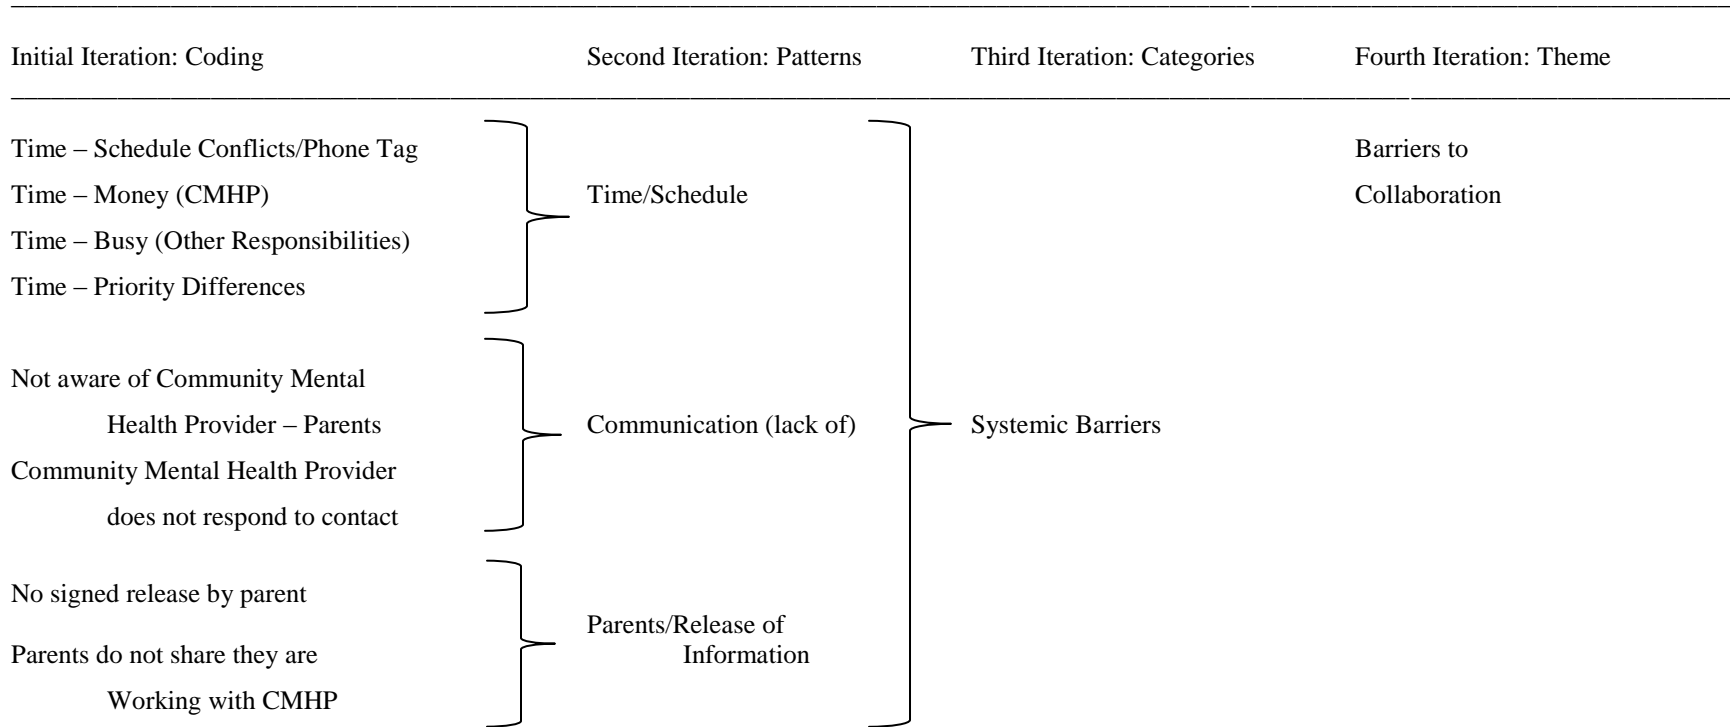 Initial Iteration: Coding Second Iteration: Patterns Third Iteration: Categories Fourth Iteration: Theme
Time – Schedule Conflicts/Phone Tag
Time – Money (CMHP)
Time – Busy (Other Responsibilities)
Time – Priority Differences
Time/Schedule
Not aware of Community Mental
Health Provider – Parents
Community Mental Health Provider
does not respond to contact
Communication (lack of)
No signed release by parent
Parents do not share they are
Working with CMHP
Parents/Release of
Information
Systemic Barriers
Barriers to
Collaboration